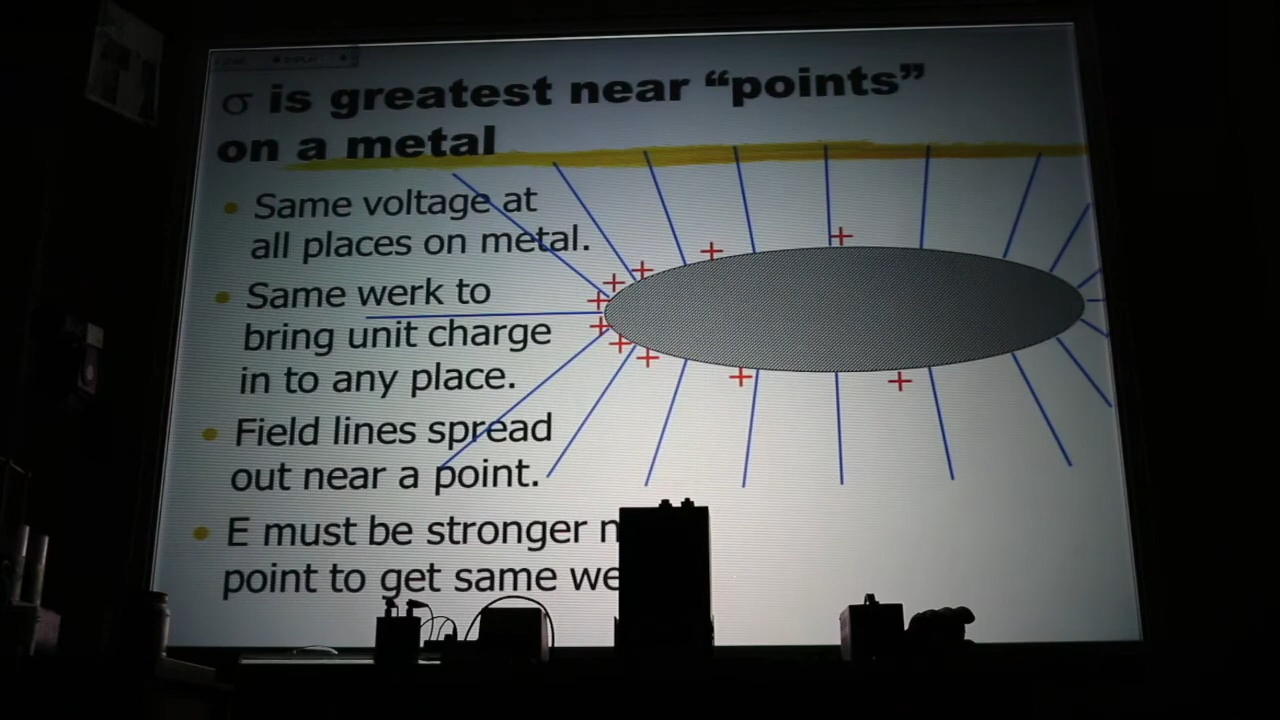 σ is greatest near “points”
on a metal
• Same voltage at
all places on metal.
• Same werk to
bring unit charge
in to any place.
• Field lines spread
out near a point.
• E must be stronger n
point to get same we
+
+
+
+
+
+
+
+
+
+
+